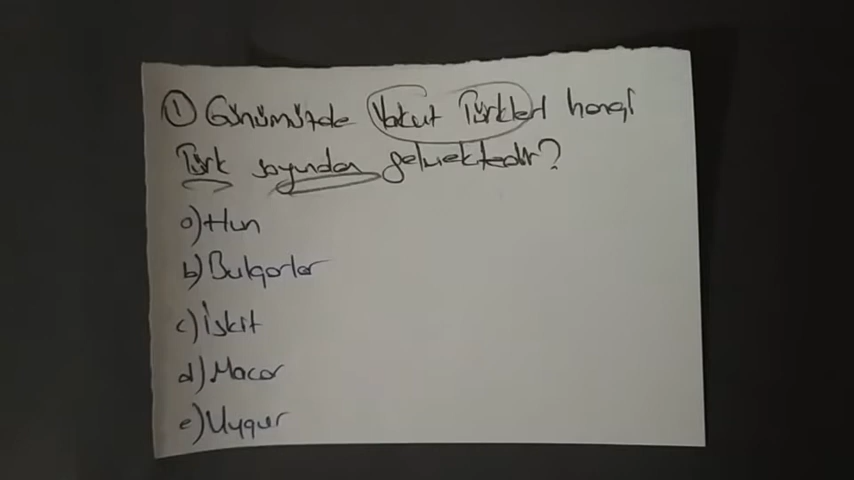 ① Günümüzde Yakut Türkleri hangi
Türk soyundan gelmektedir?
a) Hun
b) Bulgarlar
c) İskit
d) Macar
e) Uygur